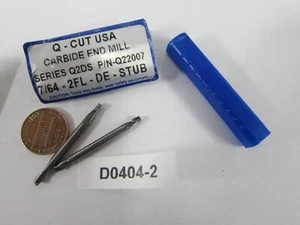 Q - CUT USA
CARBIDE END MILL
SERIES Q2DS P/N-Q22007
7/64 - 2FL - DE - STUB
D0404-2